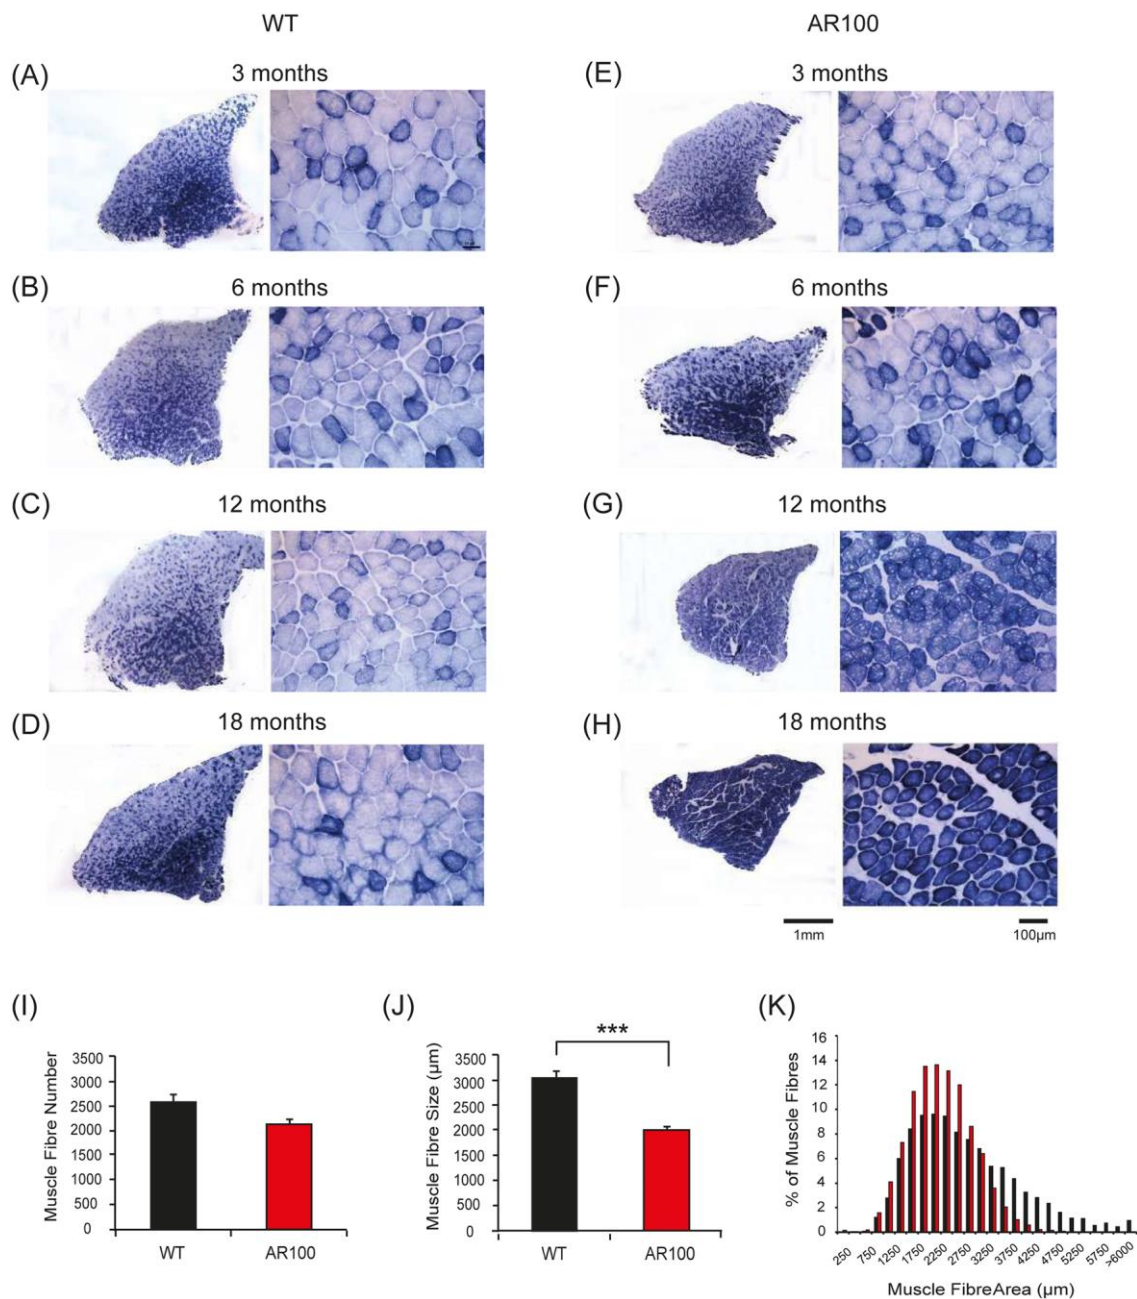 WT
AR100
(A)
3 months
(E)
3 months
(B)
6 months
(F)
6 months
(C)
12 months
(G)
12 months
(D)
18 months
(H)
18 months
1mm
100µm
(I)
Muscle Fibre Number
3500
3000
2500
2000
1500
1000
500
0
WT
AR100
(J)
Muscle Fibre Size (µm)
3500
3000
2500
2000
1500
1000
500
0
***
WT
AR100
(K)
% of Muscle Fibres
16
14
12
10
8
6
4
2
0
250
750
1250
1750
2250
2750
3250
3750
4250
4750
5250
5750
>6000
Muscle FibreArea (µm)